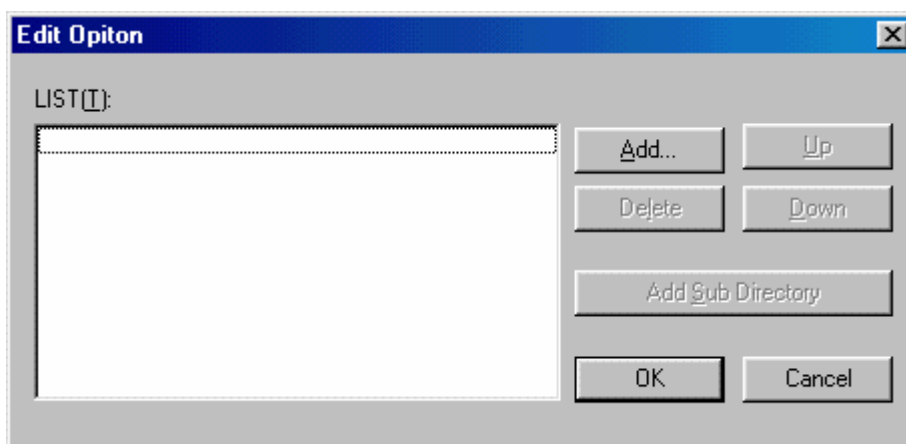 Edit Opiton
LIST(T):
Add... Up
Delete Down
Add Sub Directory
OK Cancel